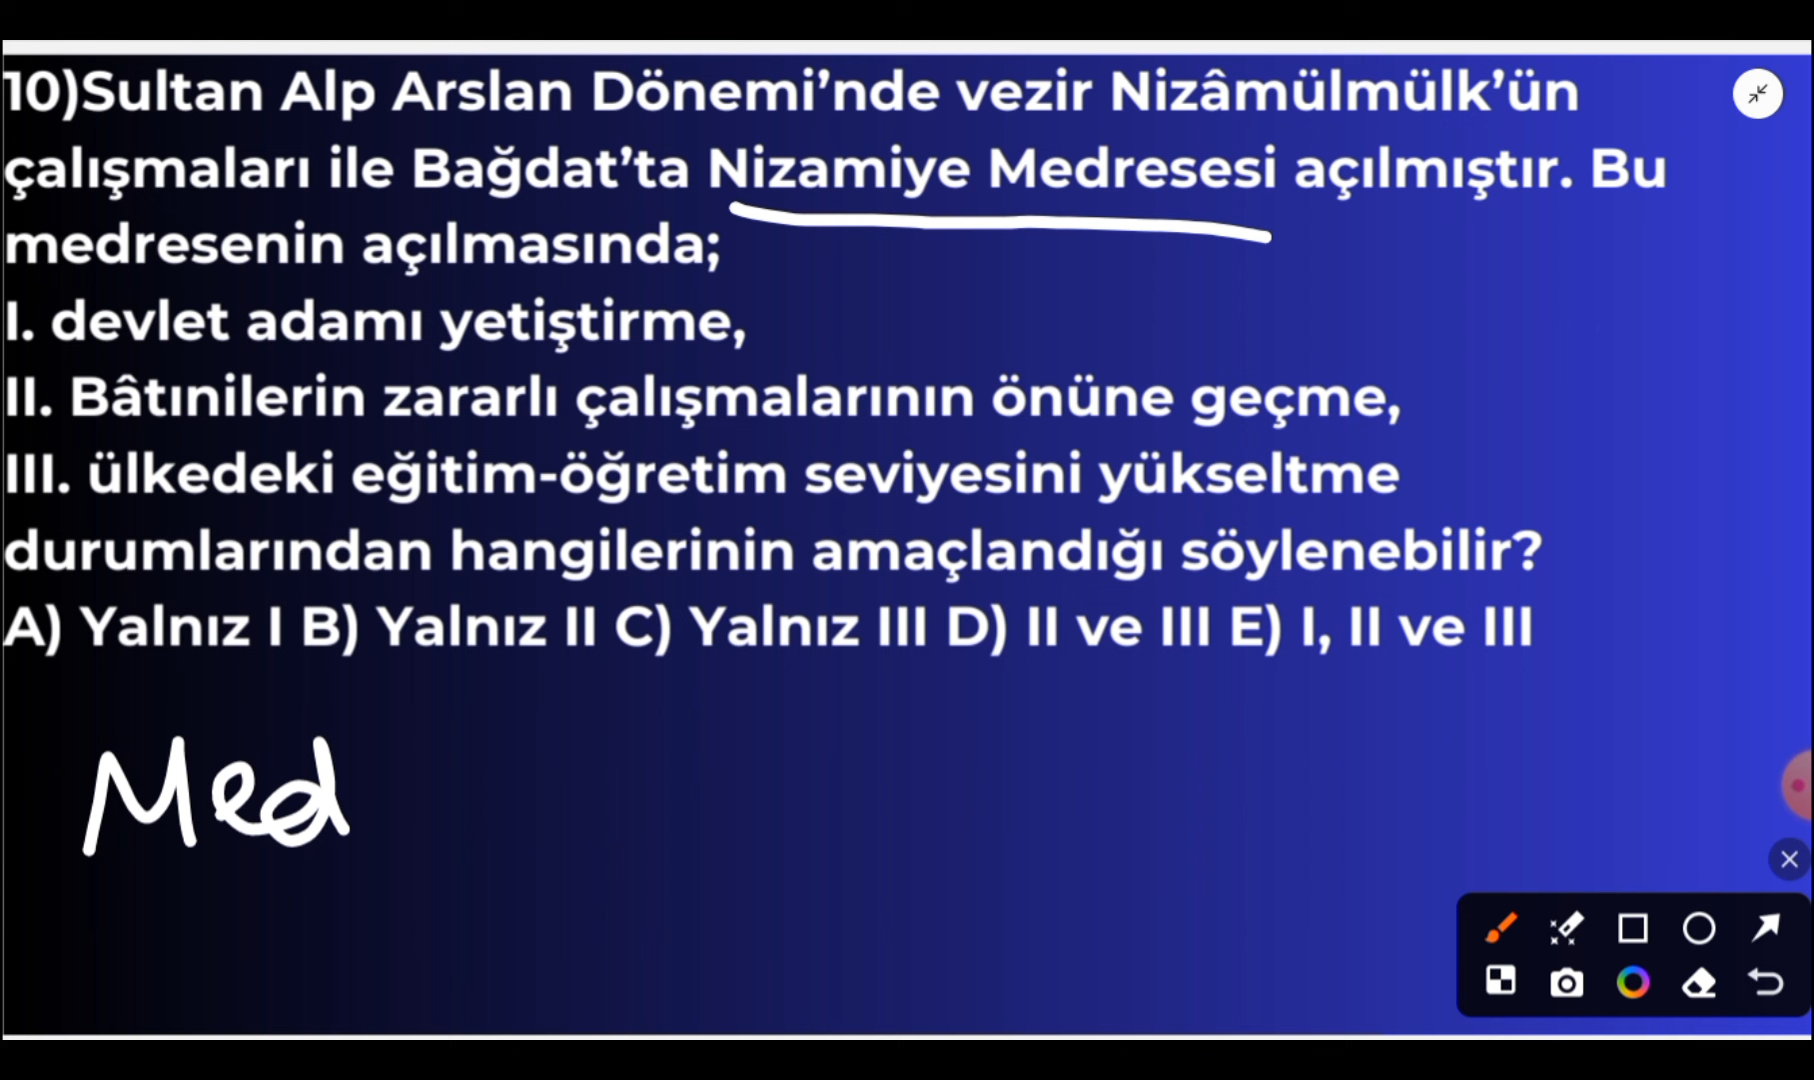 10)Sultan Alp Arslan Dönemi’nde vezir Nizâmülmülk’ün
çalışmaları ile Bağdat’ta Nizamiye Medresesi açılmıştır. Bu
medresenin açılmasında;
I. devlet adamı yetiştirme,
II. Bâtınilerin zararlı çalışmalarının önüne geçme,
III. ülkedeki eğitim-öğretim seviyesini yükseltme
durumlarından hangilerinin amaçlandığı söylenebilir?
A) Yalnız I B) Yalnız II C) Yalnız III D) II ve III E) I, II ve III
Med